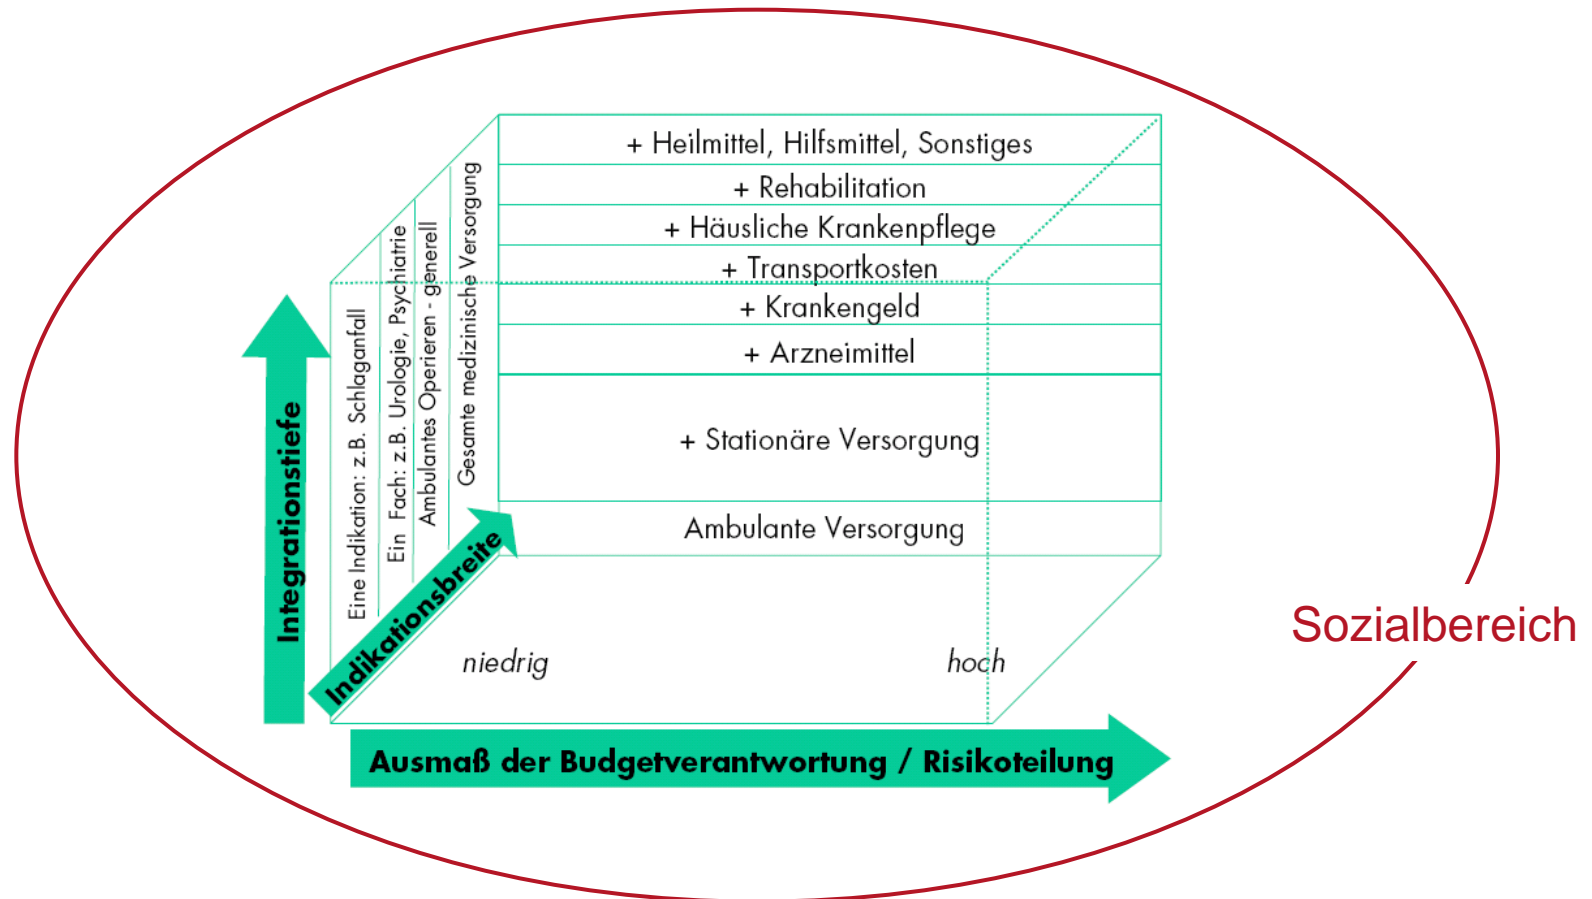 + Heilmittel, Hilfsmittel, Sonstiges
+ Rehabilitation
+ Häusliche Krankenpflege
+ Transportkosten
+ Krankengeld
+ Arzneimittel
+ Stationäre Versorgung
Ambulante Versorgung
Eine Indikation: z.B. Schlaganfall
Ein Fach: z.B. Urologie, Psychiatrie
Ambulantes Operieren - generell
Gesamte medizinische Versorgung
Integrationstiefe
Indikationsbreite
niedrig
hoch
Sozialbereich
Ausmaß der Budgetverantwortung / Risikoteilung